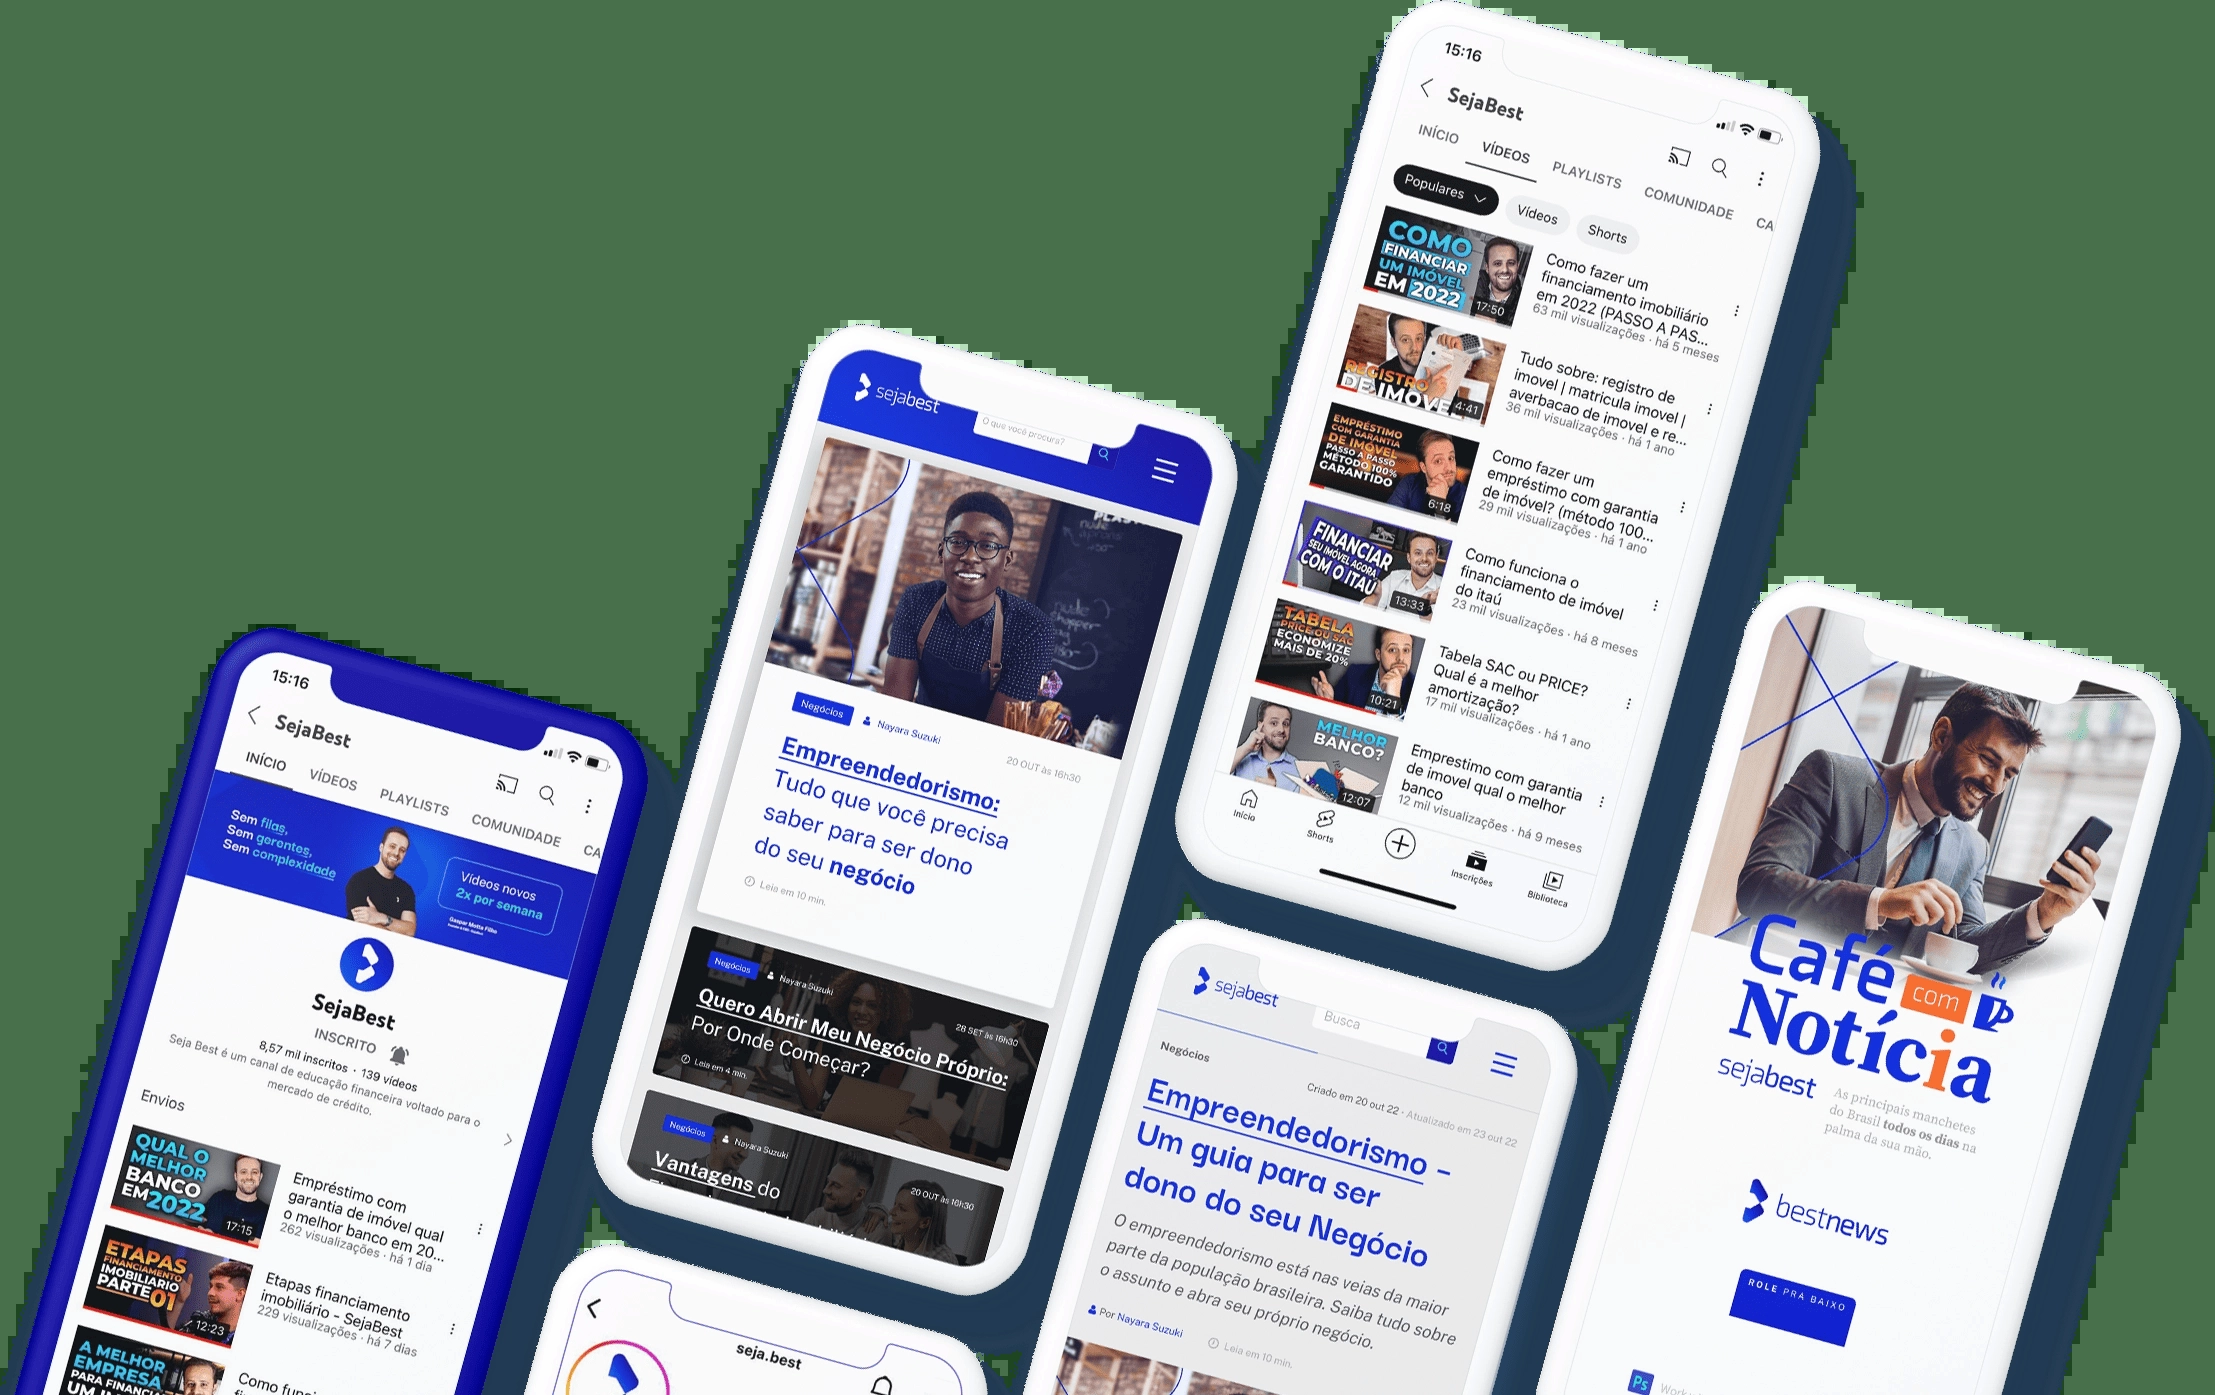 15:16
SejaBest
INÍCIO
VÍDEOS
PLAYLISTS
COMUNIDADE
CA
Sem filas,
Sem gerentes,
Sem complexidade
Vídeos novos
2x por semana
Gaspar Motta Filho
SejaBest
INSCRITO
8,57 mil inscritos · 139 vídeos
Seja Best é um canal de educação financeira voltado para o
mercado de crédito.
Envios
QUAL O
MELHOR
BANCO
EM 2022
17:15
Empréstimo com
garantia de imóvel qual
o melhor banco em 20...
262 visualizações · há 1 dia
ETAPAS
FINANCIAMENTO
IMOBILIARIO
PARTE 01
12:23
Etapas financiamento
imobiliário - SejaBest
229 visualizações · há 7 dias
A MELHOR
EMPRESA
PARA FINANCIAR
UM IM
Como func
sejabest
O que você procura?
Negócios
Nayara Suzuki
20 OUT às 16h30
Empreendedorismo:
Tudo que você precisa
saber para ser dono
do seu negócio
Leia em 10 min.
Negócios
Nayara Suzuki
28 SET às 16h30
Quero Abrir Meu Negócio Próprio:
Por Onde Começar?
Leia em 4 min.
Negócios
Nayara Suzuki
20 OUT às 16h30
Vantagens do
seja.best
15:16
SejaBest
INÍCIO
VÍDEOS
PLAYLISTS
COMUNIDADE
CA
Populares
Vídeos
Shorts
COMO
FINANCIAR
UM IMÓVEL
EM 2022
17:50
Como fazer um
financiamento imobiliário
em 2022 (PASSO A PAS...
63 mil visualizações · há 5 meses
REGISTRO
DE IMOVE
4:41
Tudo sobre: registro de
imovel | matricula imovel |
averbacao de imovel e re...
36 mil visualizações · há 1 ano
EMPRÉSTIMO
COM GARANTIA
DE IMÓVEL
PASSO A PASSO
MÉTODO 100%
GARANTIDO
6:18
Como fazer um
empréstimo com garantia
de imóvel? (método 100...
29 mil visualizações · há 1 ano
FINANCIAR
SEU IMÓVEL AGORA
COM O ITAÚ
13:33
Como funciona o
financiamento de imóvel
do itaú
23 mil visualizações · há 8 meses
TABELA
PRICE OU SAC
ECONOMIZE
MAIS DE 20%
10:21
Tabela SAC ou PRICE?
Qual é a melhor
amortização?
17 mil visualizações · há 1 ano
MELHOR
BANCO?
12:07
Emprestimo com garantia
de imovel qual o melhor
banco
12 mil visualizações · há 9 meses
Início
Shorts
Inscrições
Biblioteca
sejabest
Busca
Negócios
Criado em 20 out 22 · Atualizado em 23 out 22
Empreendedorismo –
Um guia para ser
dono do seu Negócio
O empreendedorismo está nas veias da maior
parte da população brasileira. Saiba tudo sobre
o assunto e abra seu próprio negócio.
Por Nayara Suzuki
Leia em 10 min.
Café com
Notícia
sejabest
As principais manchetes
do Brasil todos os dias na
palma da sua mão.
bestnews
ROLE PRA BAIXO
Ps